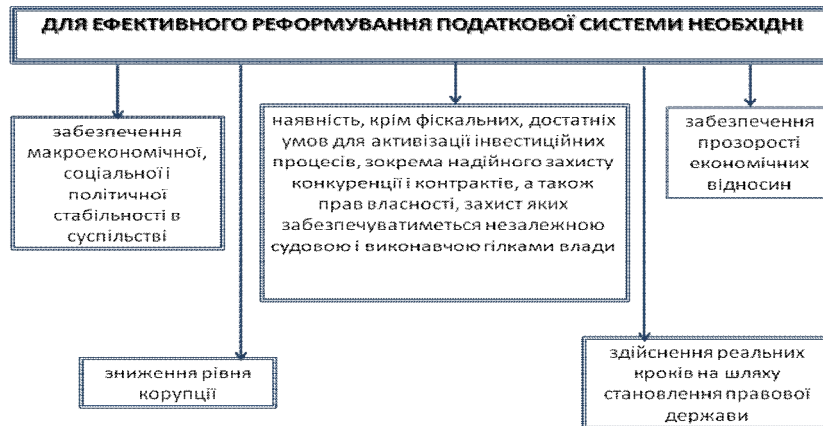 ДЛЯ ЕФЕКТИВНОГО РЕФОРМУВАННЯ ПОДАТКОВОЇ СИСТЕМИ НЕОБХІДНІ
забезпечення
макроекономічної,
соціальної і
політичної
стабільності в
суспільстві
наявність, крім фіскальних, достатніх
умов для активізації інвестиційних
процесів, зокрема надійного захисту
конкуренції і контрактів, а також
прав власності, захист яких
забезпечуватиметься незалежною
судовою і виконавчою гілками влади
забезпечення
прозорості
економічних
відносин
зниження рівня
корупції
здійснення реальних
кроків на шляху
становлення правової
держави